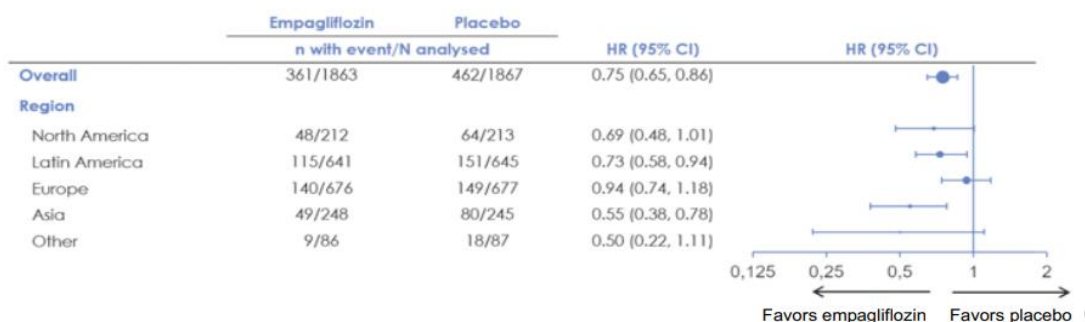 Empagliflozin Placebo
n with event/N analysed HR (95% CI) HR (95% CI)
Overall 361/1863 462/1867 0.75 (0.65, 0.86)
Region
North America 48/212 64/213 0.69 (0.48, 1.01)
Latin America 115/641 151/645 0.73 (0.58, 0.94)
Europe 140/676 149/677 0.94 (0.74, 1.18)
Asia 49/248 80/245 0.55 (0.38, 0.78)
Other 9/86 18/87 0.50 (0.22, 1.11)
0,125 0,25 0,5 1 2
Favors empagliflozin Favors placebo